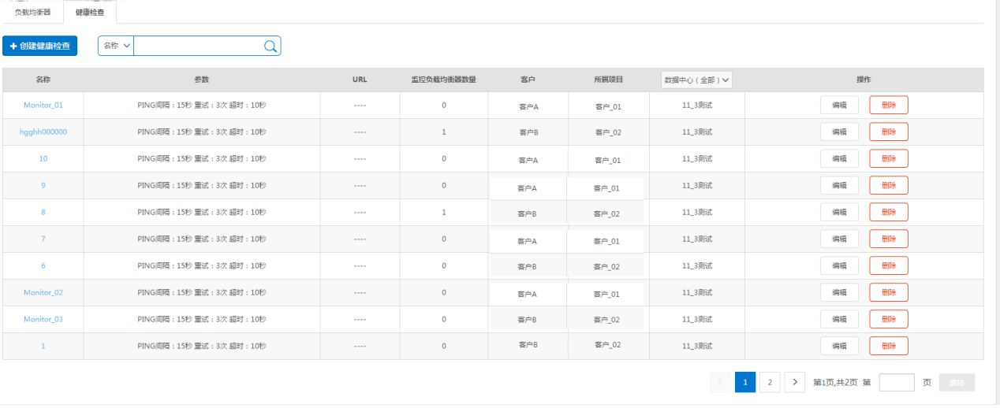 负载均衡器 健康检查
+ 创建健康检查 名称
名称 参数 URL 监控负载均衡器数量 客户 所属项目 数据中心（全部） 操作
Monitor_01 PING间隔：15秒 重试：3次 超时：10秒 ---- 0 客户A 客户_01 11_3测试 编辑 删除
hgghh000000 PING间隔：15秒 重试：3次 超时：10秒 ---- 1 客户B 客户_02 11_3测试 编辑 删除
10 PING间隔：15秒 重试：3次 超时：10秒 ---- 0 客户A 客户_01 11_3测试 编辑 删除
9 PING间隔：15秒 重试：3次 超时：10秒 ---- 0 客户A 客户_01 11_3测试 编辑 删除
8 PING间隔：15秒 重试：3次 超时：10秒 ---- 1 客户B 客户_02 11_3测试 编辑 删除
7 PING间隔：15秒 重试：3次 超时：10秒 ---- 0 客户A 客户_01 11_3测试 编辑 删除
6 PING间隔：15秒 重试：3次 超时：10秒 ---- 0 客户B 客户_02 11_3测试 编辑 删除
Monitor_02 PING间隔：15秒 重试：3次 超时：10秒 ---- 0 客户A 客户_01 11_3测试 编辑 删除
Monitor_03 PING间隔：15秒 重试：3次 超时：10秒 ---- 0 客户B 客户_02 11_3测试 编辑 删除
1 PING间隔：15秒 重试：3次 超时：10秒 ---- 0 客户B 客户_02 11_3测试 编辑 删除
< 1 2 > 第1页,共2页 第 页 跳转